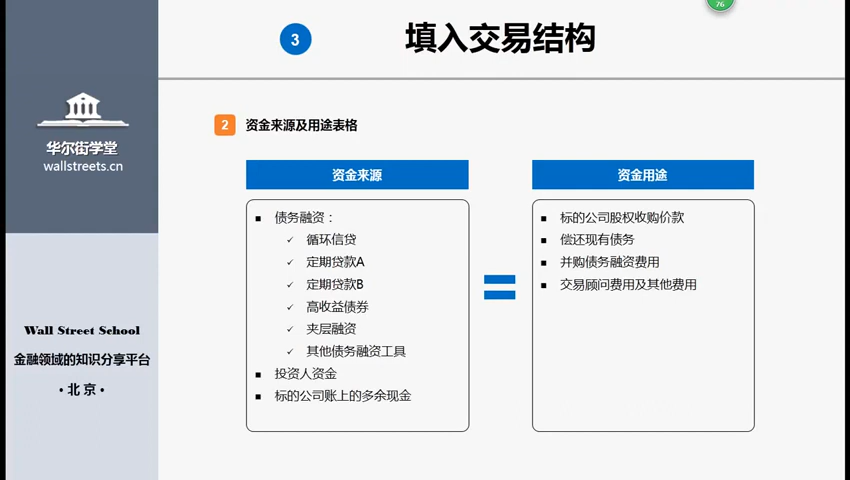 76
3
填入交易结构
华尔街学堂
wallstreets.cn
2
资金来源及用途表格
资金来源
债务融资：
循环信贷
定期贷款A
定期贷款B
高收益债券
夹层融资
其他债务融资工具
投资人资金
标的公司账上的多余现金
资金用途
标的公司股权收购价款
偿还现有债务
并购债务融资费用
交易顾问费用及其他费用
Wall Street School
金融领域的知识分享平台
·北京·